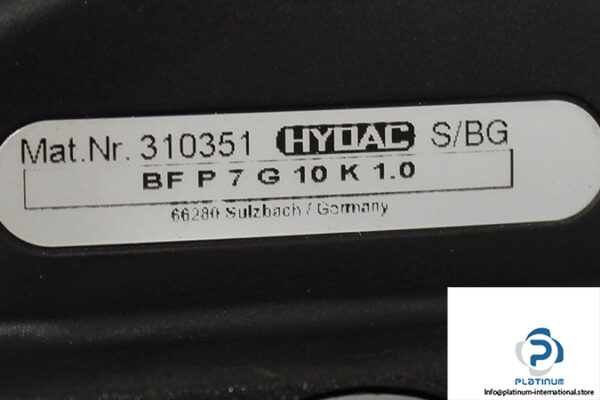 Mat.Nr. 310351 HYDAC S/BG
BF P 7 G 10 K 1.0
66280 Sulzbach / Germany
PLATINUM
Info@platinum-international.store